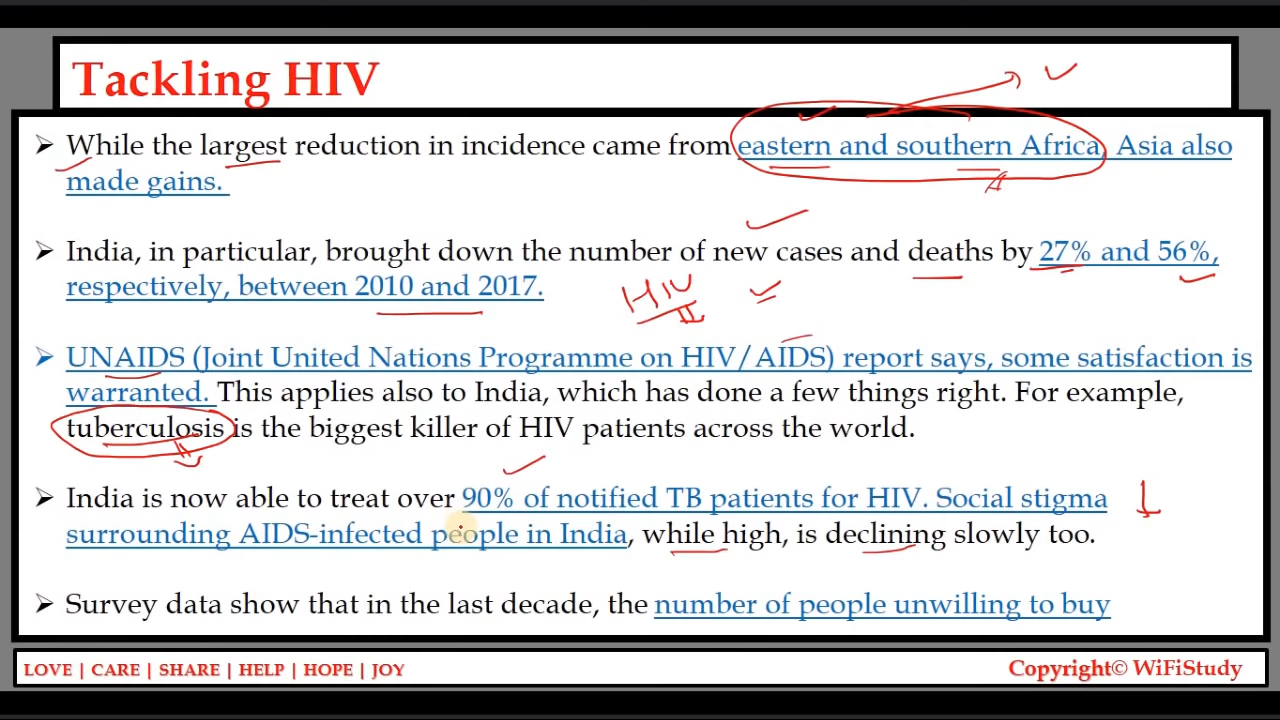 Tackling HIV
While the largest reduction in incidence came from eastern and southern Africa, Asia also
made gains.
India, in particular, brought down the number of new cases and deaths by 27% and 56%,
respectively, between 2010 and 2017.
HIV
UNAIDS (Joint United Nations Programme on HIV/AIDS) report says, some satisfaction is
warranted. This applies also to India, which has done a few things right. For example,
tuberculosis is the biggest killer of HIV patients across the world.
India is now able to treat over 90% of notified TB patients for HIV. Social stigma
surrounding AIDS-infected people in India, while high, is declining slowly too.
Survey data show that in the last decade, the number of people unwilling to buy
LOVE | CARE | SHARE | HELP | HOPE | JOY
Copyright© WiFiStudy